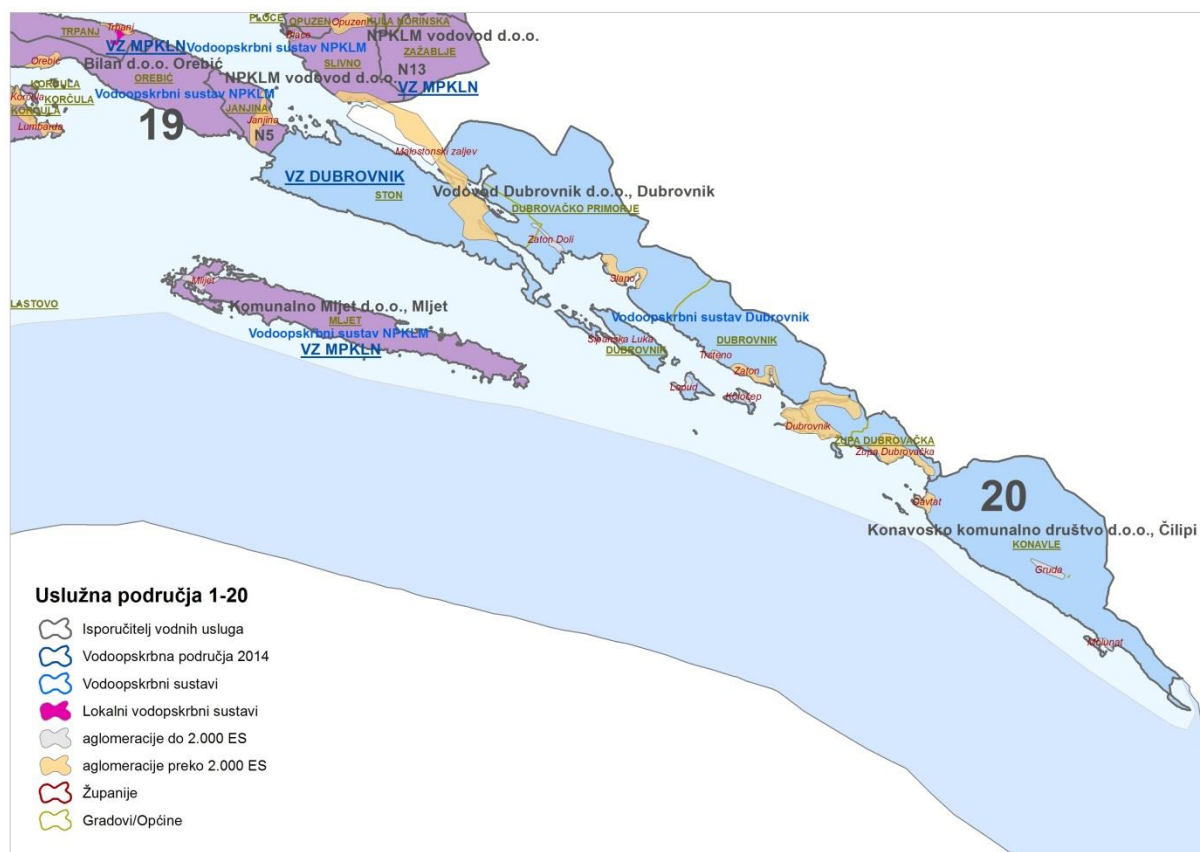 PLOČE
OPUZEN
Opuzen
KULA NORINSKA
Trpanj
TRPANJ
Blace
NPKLM vodovod d.o.o.
VZ MPKLN
Vodoopskrbni sustav NPKLM
ZAŽABLJE
Orebić
Bilan d.o.o. Orebić
SLIVNO
N13
OREBIĆ
NPKLM vodovod d.o.o.
VZ MPKLN
KORČULA
Vodoopskrbni sustav NPKLM
Korčula
KORČULA
JANJINA
KORČULA
Janjina
Lumbarda
19
N5
Malostonski zaljev
VZ DUBROVNIK
STON
Vodovod Dubrovnik d.o.o., Dubrovnik
DUBROVAČKO PRIMORJE
Zaton Doli
Slano
Mljet
LASTOVO
Komunalno Mljet d.o.o., Mljet
MLJET
Vodoopskrbni sustav NPKLM
VZ MPKLN
Vodoopskrbni sustav Dubrovnik
Šipanska Luka
DUBROVNIK
DUBROVNIK
Trsteno
Zaton
Lopud
Koločep
Dubrovnik
ŽUPA DUBROVAČKA
Župa Dubrovačka
20
Cavtat
Konavosko komunalno društvo d.o.o., Čilipi
KONAVLE
Gruda
Molunat
Uslužna područja 1-20
Isporučitelj vodnih usluga
Vodoopskrbna područja 2014
Vodoopskrbni sustavi
Lokalni vodopskrbni sustavi
aglomeracije do 2.000 ES
aglomeracije preko 2.000 ES
Županije
Gradovi/Općine